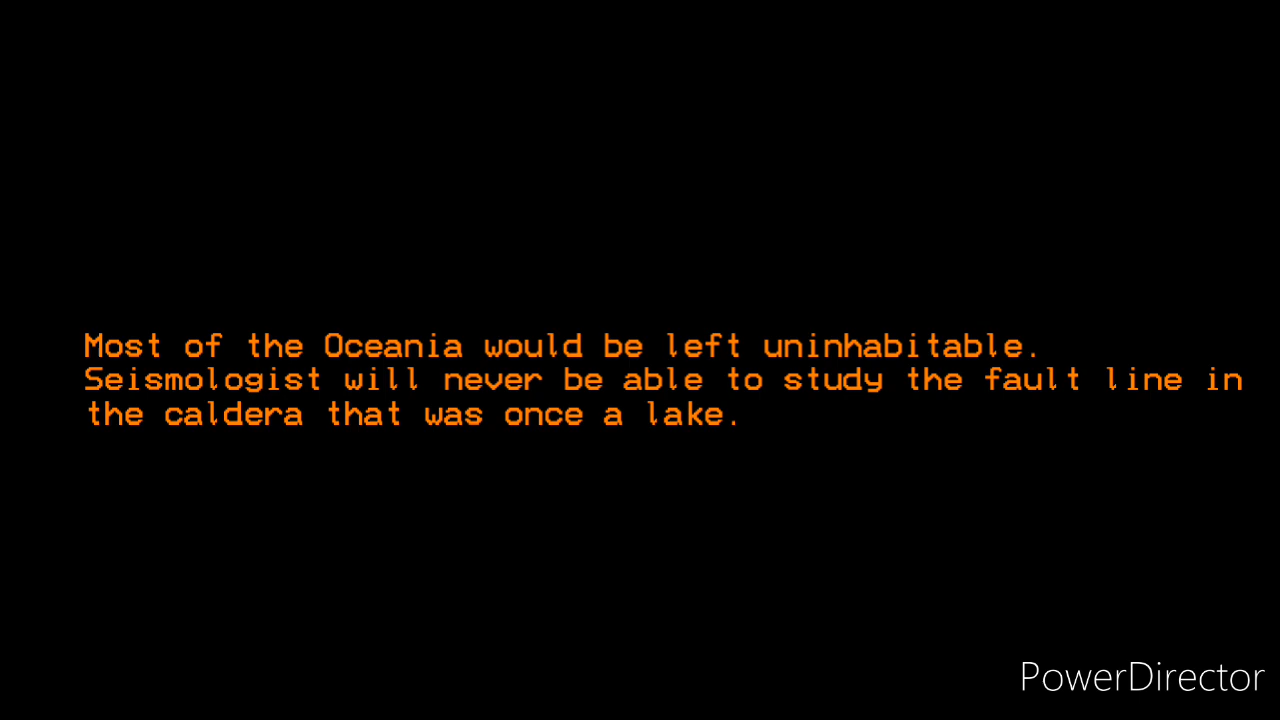 Most of the Oceania would be left uninhabitable.
Seismologist will never be able to study the fault line in
the caldera that was once a lake.
PowerDirector